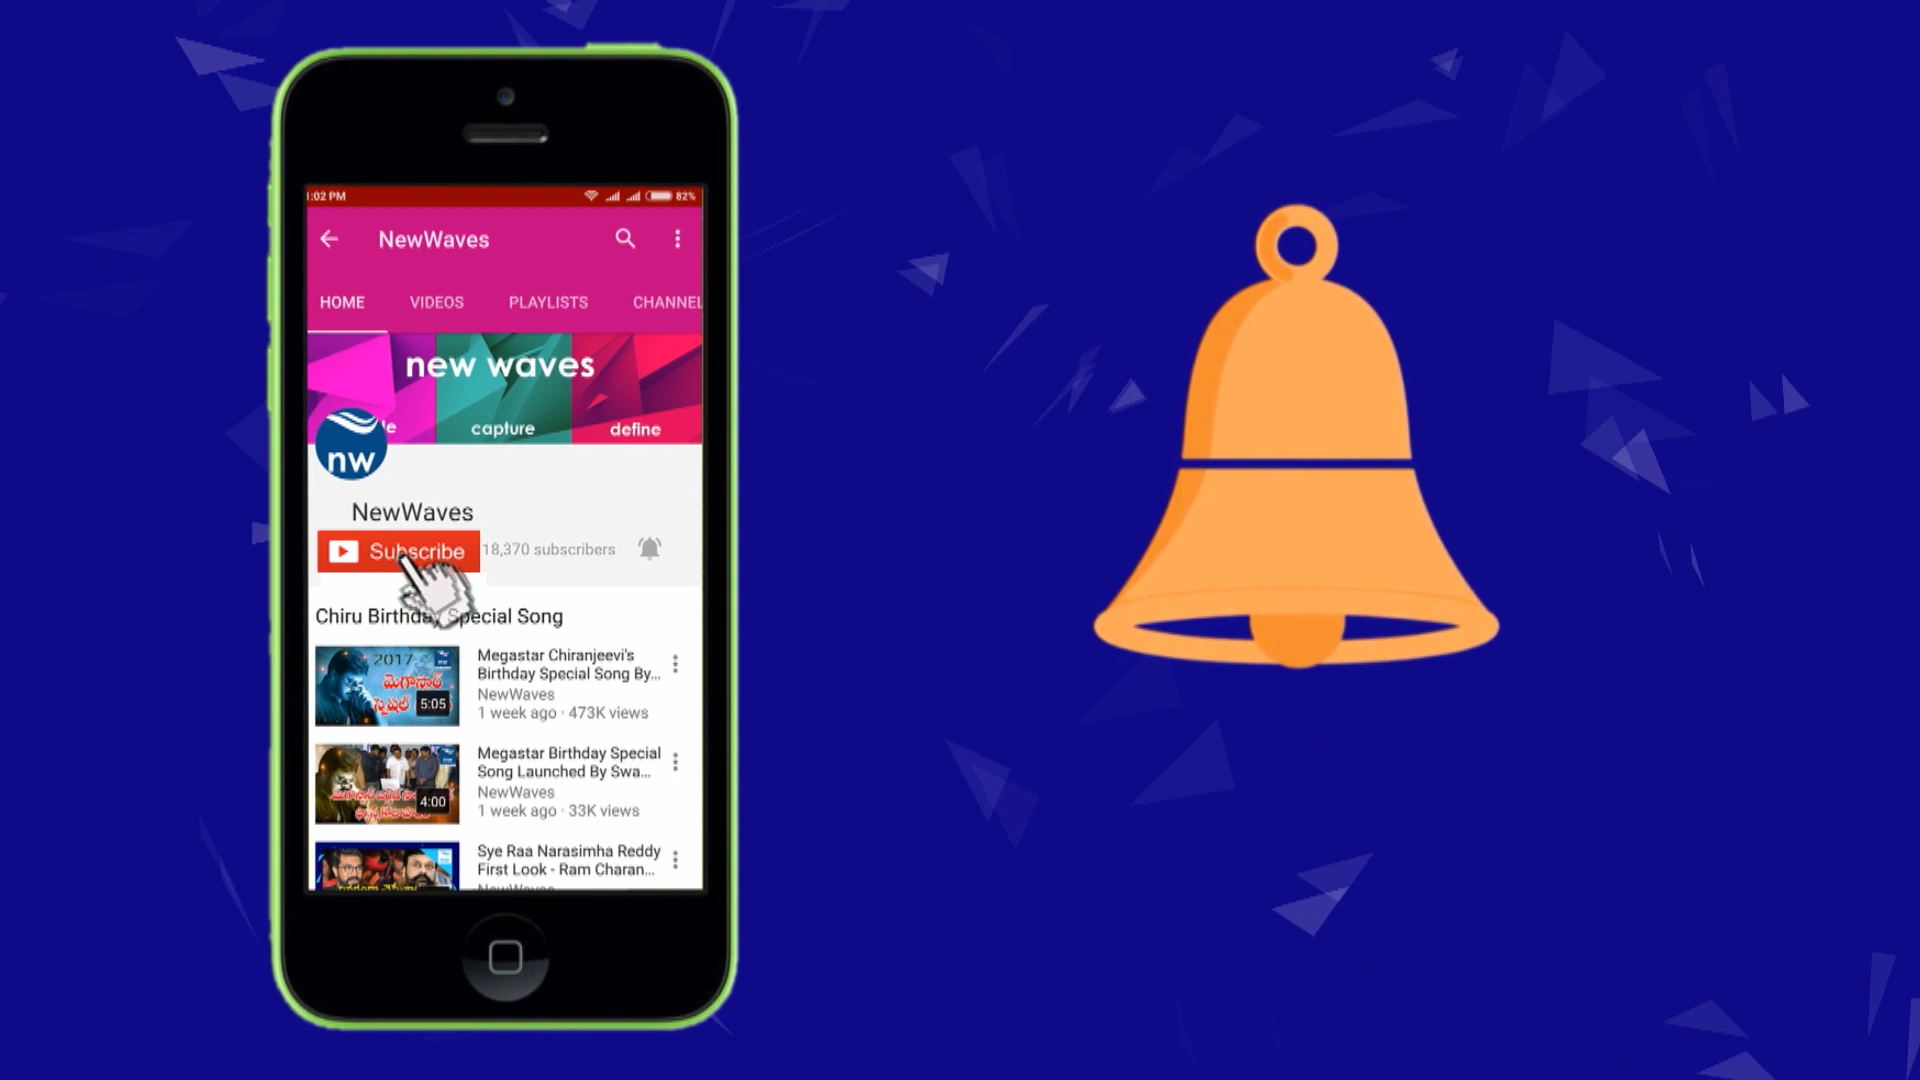 1:02 PM
82%
NewWaves
HOME VIDEOS PLAYLISTS CHANNEL
new waves
le capture define
nw
NewWaves
Subscribe 18,370 subscribers
Chiru Birthday Special Song
2017
మెగాస్టార్
స్పెషల్
5:05
Megastar Chiranjeevi's
Birthday Special Song By...
NewWaves
1 week ago · 473K views
4:00
Megastar Birthday Special
Song Launched By Swa...
NewWaves
1 week ago · 33K views
Sye Raa Narasimha Reddy
First Look - Ram Charan...
NewWaves